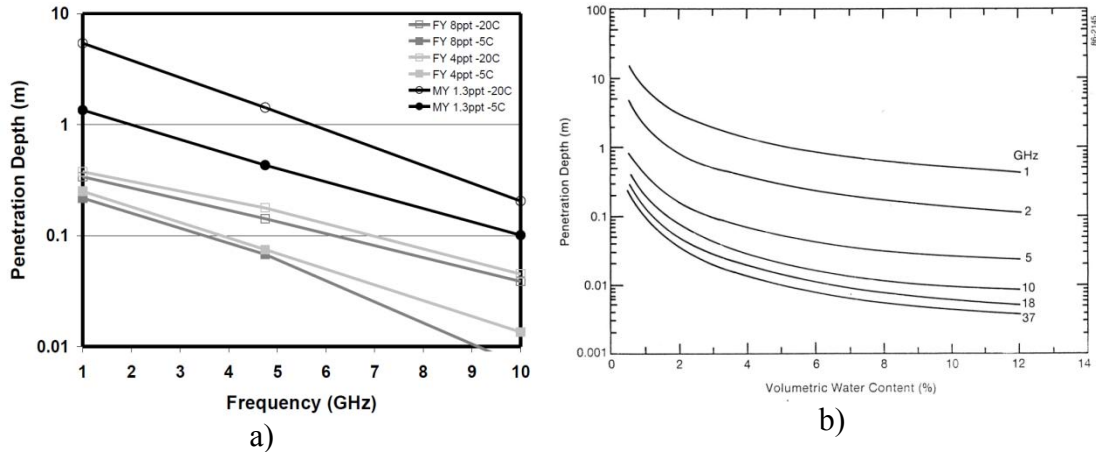 10
1
0.1
0.01
Penetration Depth (m)
1 2 3 4 5 6 7 8 9 10
Frequency (GHz)
FY 8ppt -20C
FY 8ppt -5C
FY 4ppt -20C
FY 4ppt -5C
MY 1.3ppt -20C
MY 1.3ppt -5C
a)
100
10
1
0.1
0.01
0.001
Penetration Depth (m)
0 2 4 6 8 10 12 14
Volumetric Water Content (%)
GHz
1
2
5
10
18
37
86-2145
b)